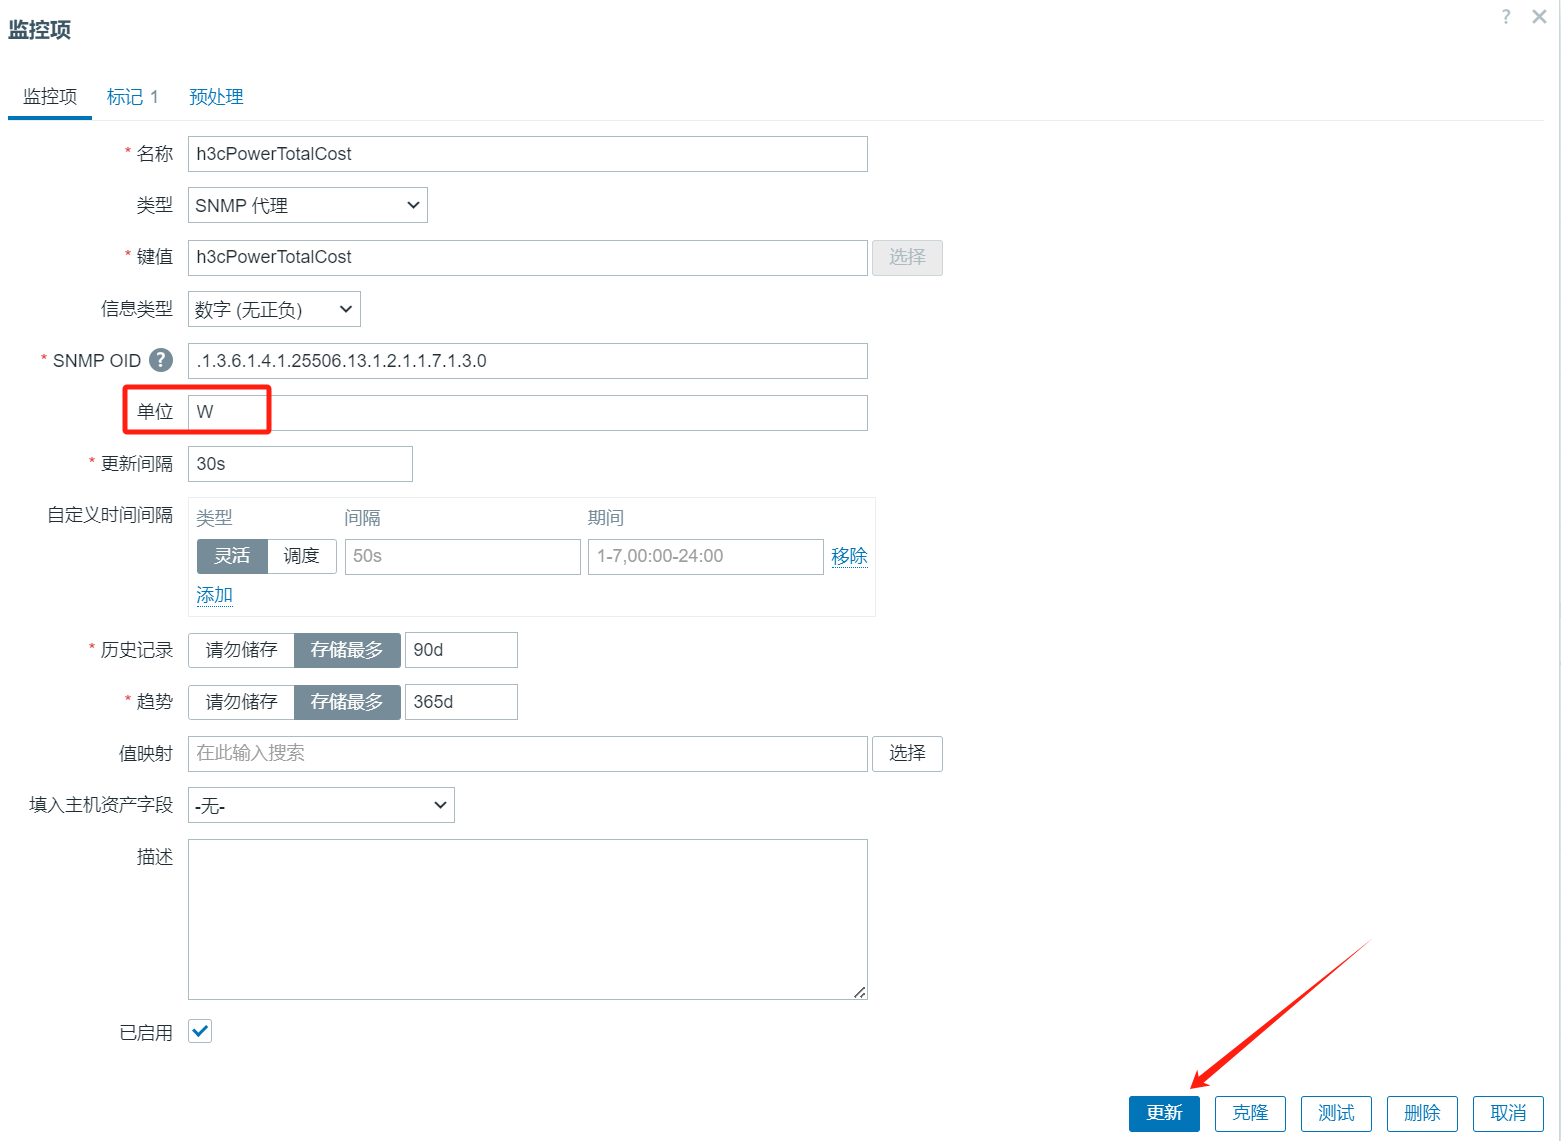 监控项
?
监控项 标记 1 预处理
* 名称 h3cPowerTotalCost
类型 SNMP 代理
* 键值 h3cPowerTotalCost 选择
信息类型 数字 (无正负)
* SNMP OID ? .1.3.6.1.4.1.25506.13.1.2.1.1.7.1.3.0
单位 W
* 更新间隔 30s
自定义时间间隔 类型 间隔 期间
灵活 调度 50s 1-7,00:00-24:00 移除
添加
* 历史记录 请勿储存 存储最多 90d
* 趋势 请勿储存 存储最多 365d
值映射 在此输入搜索 选择
填入主机资产字段 -无-
描述
已启用
更新 克隆 测试 删除 取消